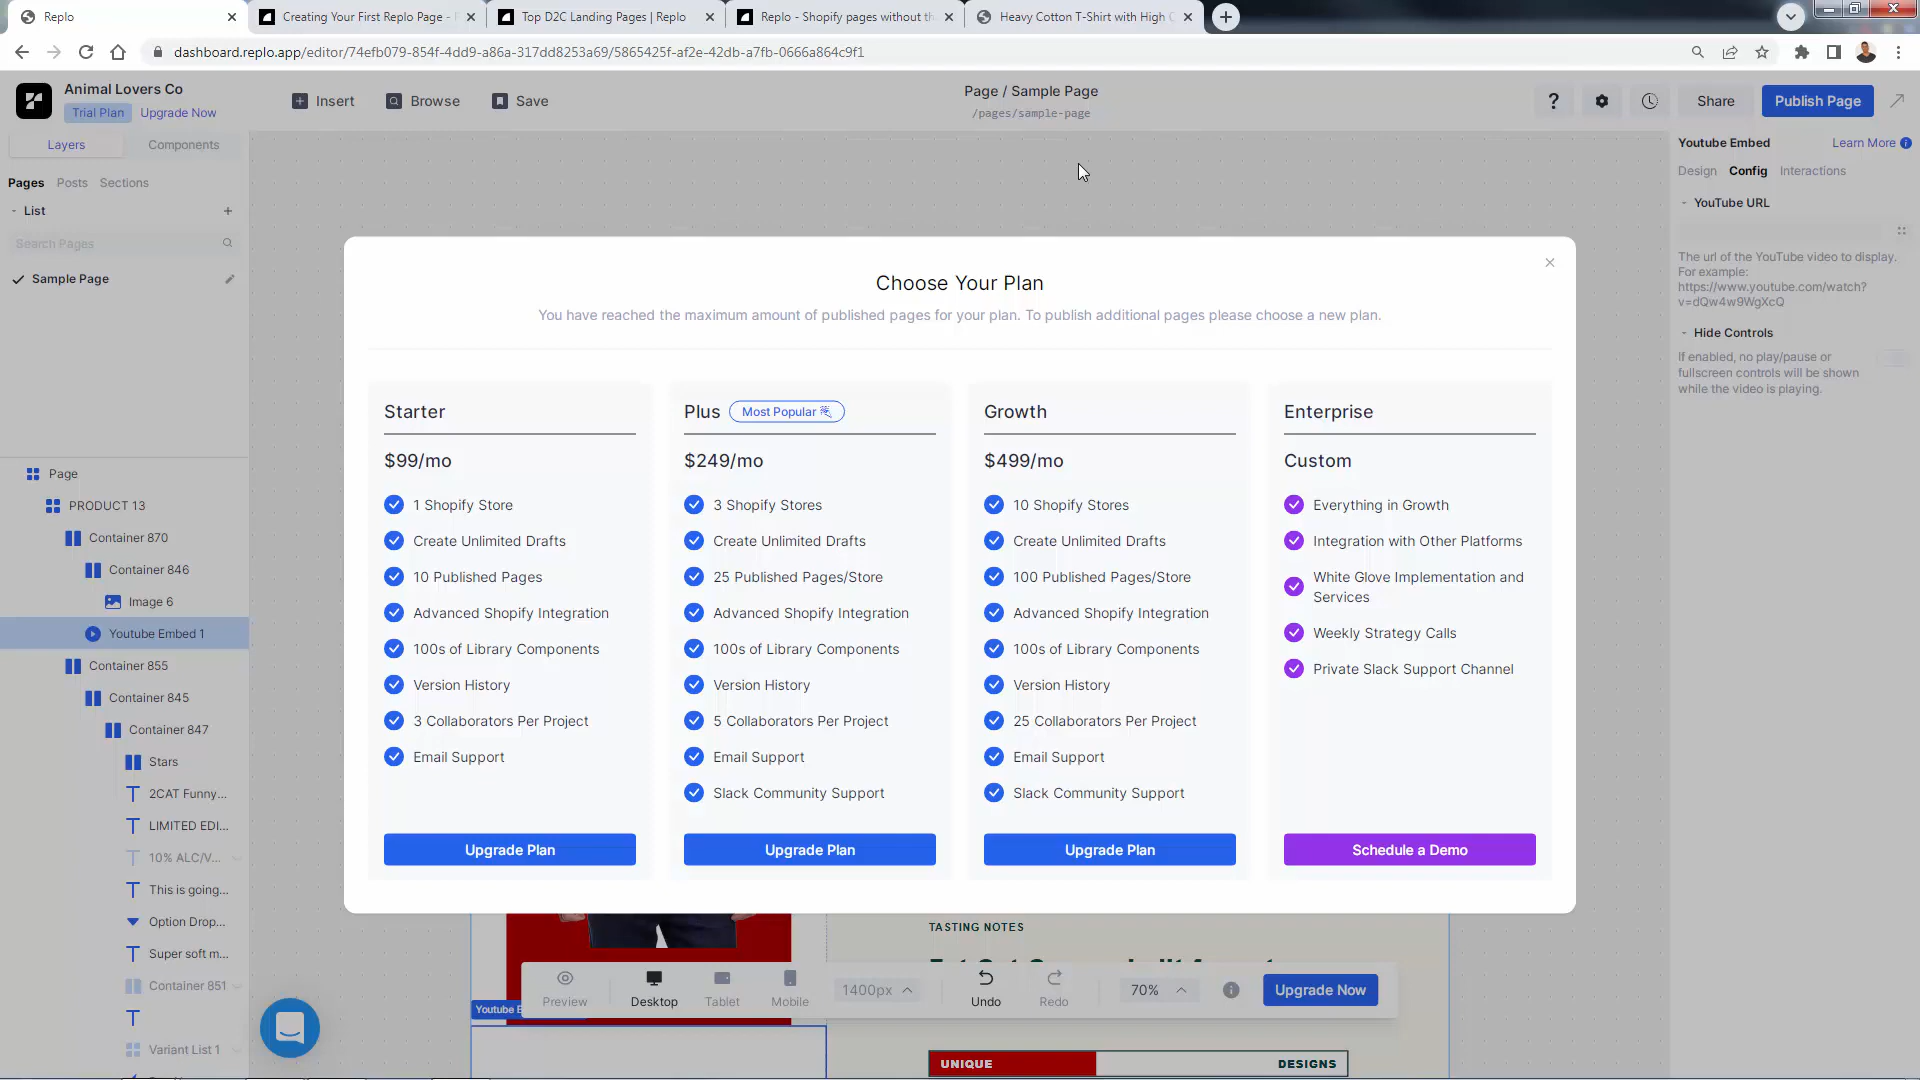 Replo
Creating Your First Replo Page -
Top D2C Landing Pages | Replo
Replo - Shopify pages without th
Heavy Cotton T-Shirt with High
dashboard.replo.app/editor/74efb079-854f-4dd9-a86a-317dd8253a69/5865425f-af2e-42db-a7fb-0666a864c9f1
Animal Lovers Co
Trial Plan
Upgrade Now
Insert
Browse
Save
Page / Sample Page
/pages/sample-page
?
Share
Publish Page
Layers
Components
Pages
Posts
Sections
List
Search Pages
Sample Page
Page
PRODUCT 13
Container 870
Container 846
Image 6
Youtube Embed 1
Container 855
Container 845
Container 847
Stars
2CAT Funny...
LIMITED EDI...
10% ALC/V...
This is going...
Option Drop...
Super soft m...
Container 851
Variant List 1
Choose Your Plan
You have reached the maximum amount of published pages for your plan. To publish additional pages please choose a new plan.
Starter
$99/mo
1 Shopify Store
Create Unlimited Drafts
10 Published Pages
Advanced Shopify Integration
100s of Library Components
Version History
3 Collaborators Per Project
Email Support
Upgrade Plan
Plus
Most Popular
$249/mo
3 Shopify Stores
Create Unlimited Drafts
25 Published Pages/Store
Advanced Shopify Integration
100s of Library Components
Version History
5 Collaborators Per Project
Email Support
Slack Community Support
Upgrade Plan
Growth
$499/mo
10 Shopify Stores
Create Unlimited Drafts
100 Published Pages/Store
Advanced Shopify Integration
100s of Library Components
Version History
25 Collaborators Per Project
Email Support
Slack Community Support
Upgrade Plan
Enterprise
Custom
Everything in Growth
Integration with Other Platforms
White Glove Implementation and
Services
Weekly Strategy Calls
Private Slack Support Channel
Schedule a Demo
TASTING NOTES
Youtube E
Preview
Desktop
Tablet
Mobile
1400px
Undo
Redo
70%
Upgrade Now
UNIQUE
DESIGNS
Youtube Embed
Learn More
Design
Config
Interactions
YouTube URL
The url of the YouTube video to display.
For example:
https://www.youtube.com/watch?
v=dQw4w9WgXcQ
Hide Controls
If enabled, no play/pause or
fullscreen controls will be shown
while the video is playing.